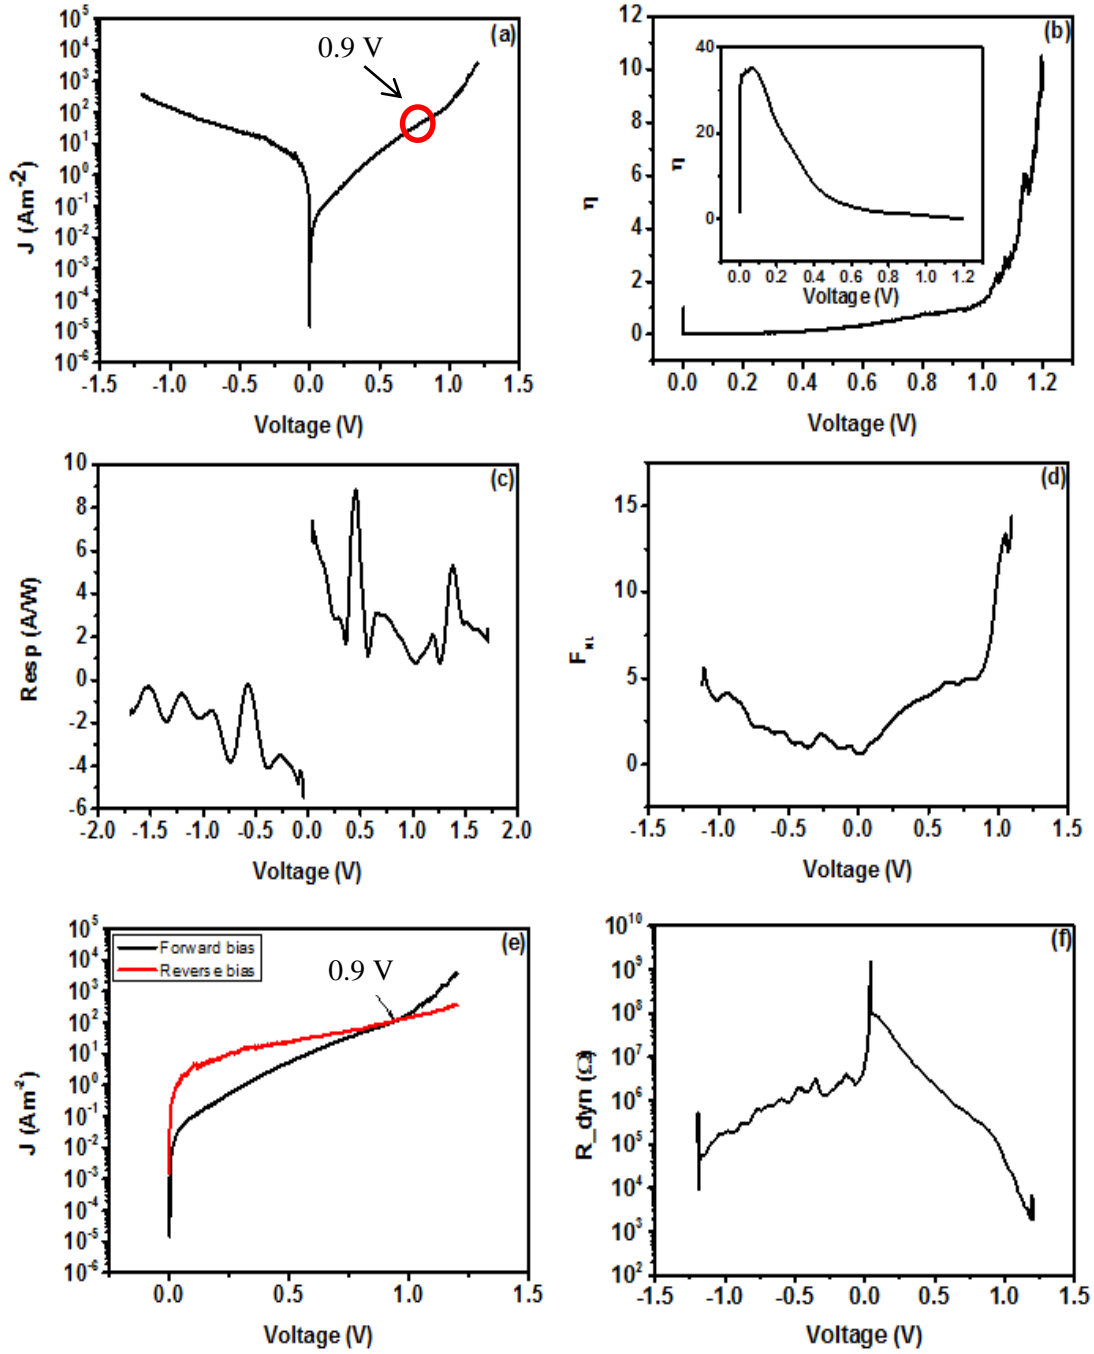 (a)
0.9 V
10^5
10^4
10^3
10^2
10^1
10^0
10^-1
10^-2
10^-3
10^-4
10^-5
10^-6
J (Am^-2)
-1.5 -1.0 -0.5 0.0 0.5 1.0 1.5
Voltage (V)
(b)
12
10
8
6
4
2
0
η
40
20
0
η
0.0 0.2 0.4 0.6 0.8 1.0 1.2
Voltage (V)
0.0 0.2 0.4 0.6 0.8 1.0 1.2
Voltage (V)
(c)
10
8
6
4
2
0
-2
-4
-6
Resp (A/W)
-2.0 -1.5 -1.0 -0.5 0.0 0.5 1.0 1.5 2.0
Voltage (V)
(d)
15
10
5
0
F_NL
-1.5 -1.0 -0.5 0.0 0.5 1.0 1.5
Voltage (V)
(e)
Forward bias
Reverse bias
0.9 V
10^5
10^4
10^3
10^2
10^1
10^0
10^-1
10^-2
10^-3
10^-4
10^-5
10^-6
J (Am^-2)
0.0 0.5 1.0
Voltage (V)
(f)
10^10
10^9
10^8
10^7
10^6
10^5
10^4
10^3
10^2
R_dyn (Ω)
-1.5 -1.0 -0.5 0.0 0.5 1.0 1.5
Voltage (V)